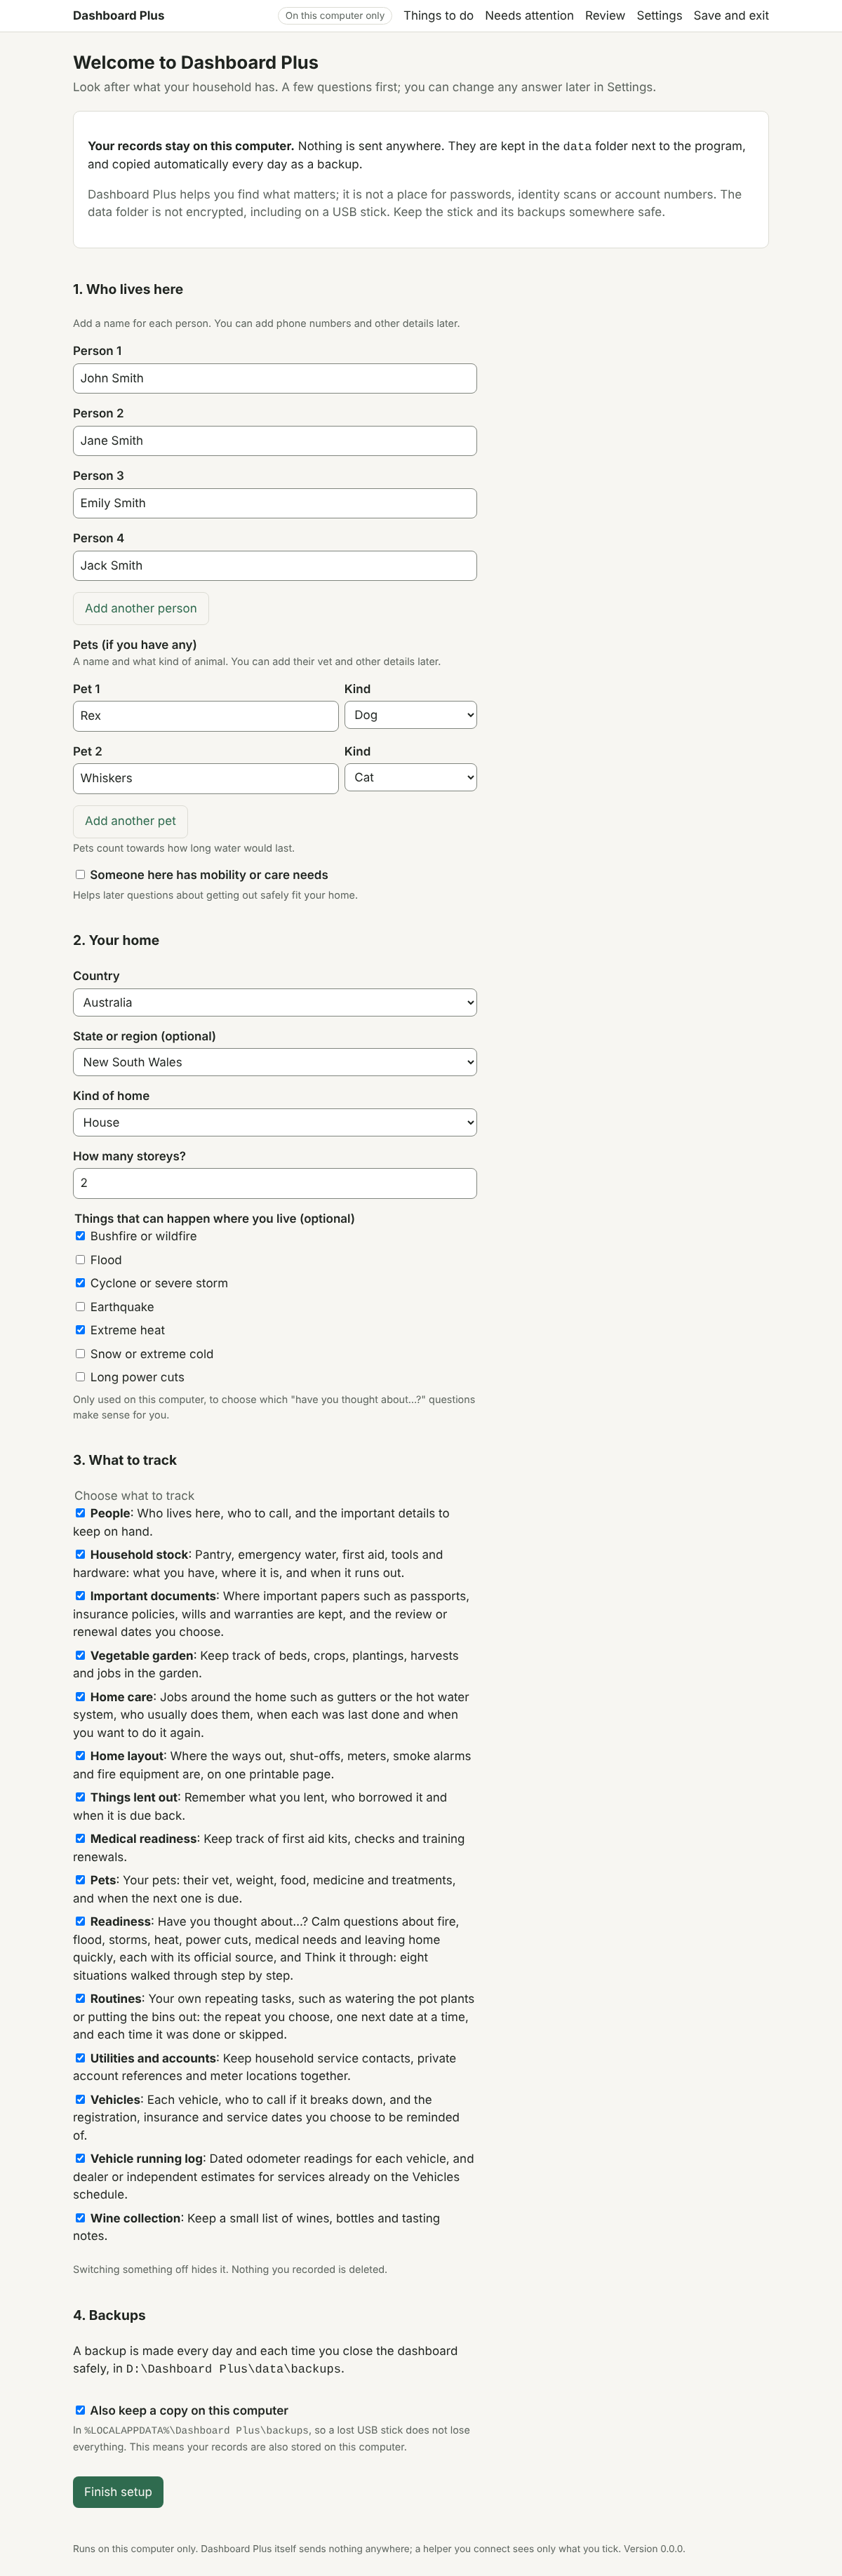 Dashboard Plus
On this computer only
Things to do
Needs attention
Review
Settings
Save and exit
Welcome to Dashboard Plus
Look after what your household has. A few questions first; you can change any answer later in Settings.
Your records stay on this computer. Nothing is sent anywhere. They are kept in the data folder next to the program,
and copied automatically every day as a backup.
Dashboard Plus helps you find what matters; it is not a place for passwords, identity scans or account numbers. The
data folder is not encrypted, including on a USB stick. Keep the stick and its backups somewhere safe.
1. Who lives here
Add a name for each person. You can add phone numbers and other details later.
Person 1
John Smith
Person 2
Jane Smith
Person 3
Emily Smith
Person 4
Jack Smith
Add another person
Pets (if you have any)
A name and what kind of animal. You can add their vet and other details later.
Pet 1
Kind
Rex
Dog
Pet 2
Kind
Whiskers
Cat
Add another pet
Pets count towards how long water would last.
Someone here has mobility or care needs
Helps later questions about getting out safely fit your home.
2. Your home
Country
Australia
State or region (optional)
New South Wales
Kind of home
House
How many storeys?
2
Things that can happen where you live (optional)
Bushfire or wildfire
Flood
Cyclone or severe storm
Earthquake
Extreme heat
Snow or extreme cold
Long power cuts
Only used on this computer, to choose which "have you thought about...?" questions
make sense for you.
3. What to track
Choose what to track
People: Who lives here, who to call, and the important details to
keep on hand.
Household stock: Pantry, emergency water, first aid, tools and
hardware: what you have, where it is, and when it runs out.
Important documents: Where important papers such as passports,
insurance policies, wills and warranties are kept, and the review or
renewal dates you choose.
Vegetable garden: Keep track of beds, crops, plantings, harvests
and jobs in the garden.
Home care: Jobs around the home such as gutters or the hot water
system, who usually does them, when each was last done and when
you want to do it again.
Home layout: Where the ways out, shut-offs, meters, smoke alarms
and fire equipment are, on one printable page.
Things lent out: Remember what you lent, who borrowed it and
when it is due back.
Medical readiness: Keep track of first aid kits, checks and training
renewals.
Pets: Your pets: their vet, weight, food, medicine and treatments,
and when the next one is due.
Readiness: Have you thought about...? Calm questions about fire,
flood, storms, heat, power cuts, medical needs and leaving home
quickly, each with its official source, and Think it through: eight
situations walked through step by step.
Routines: Your own repeating tasks, such as watering the pot plants
or putting the bins out: the repeat you choose, one next date at a time,
and each time it was done or skipped.
Utilities and accounts: Keep household service contacts, private
account references and meter locations together.
Vehicles: Each vehicle, who to call if it breaks down, and the
registration, insurance and service dates you choose to be reminded
of.
Vehicle running log: Dated odometer readings for each vehicle, and
dealer or independent estimates for services already on the Vehicles
schedule.
Wine collection: Keep a small list of wines, bottles and tasting
notes.
Switching something off hides it. Nothing you recorded is deleted.
4. Backups
A backup is made every day and each time you close the dashboard
safely, in D:\Dashboard Plus\data\backups.
Also keep a copy on this computer
In %LOCALAPPDATA%\Dashboard Plus\backups, so a lost USB stick does not lose
everything. This means your records are also stored on this computer.
Finish setup
Runs on this computer only. Dashboard Plus itself sends nothing anywhere; a helper you connect sees only what you tick. Version 0.0.0.